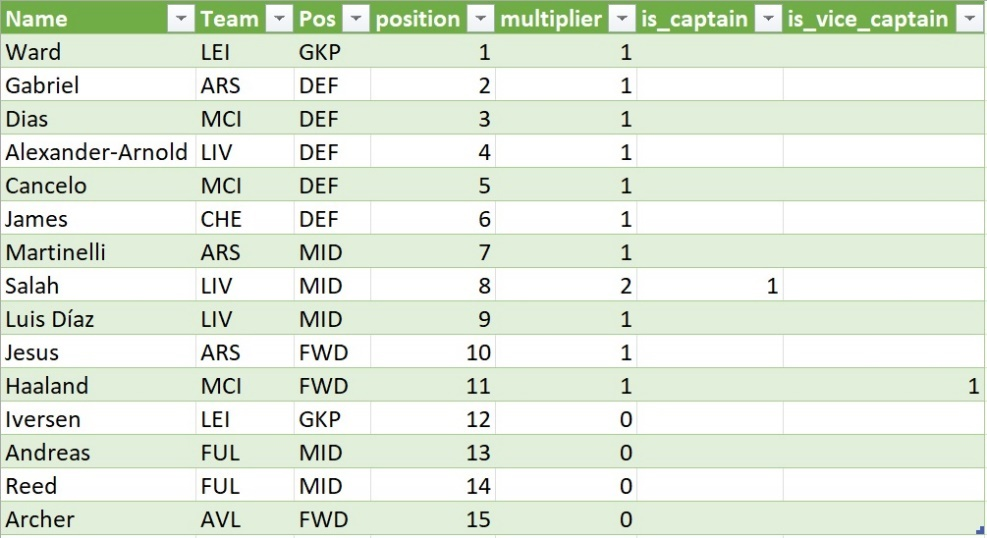 Name Team Pos position multiplier is_captain is_vice_captain
Ward LEI GKP 1 1
Gabriel ARS DEF 2 1
Dias MCI DEF 3 1
Alexander-Arnold LIV DEF 4 1
Cancelo MCI DEF 5 1
James CHE DEF 6 1
Martinelli ARS MID 7 1
Salah LIV MID 8 2 1
Luis Díaz LIV MID 9 1
Jesus ARS FWD 10 1
Haaland MCI FWD 11 1 1
Iversen LEI GKP 12 0
Andreas FUL MID 13 0
Reed FUL MID 14 0
Archer AVL FWD 15 0